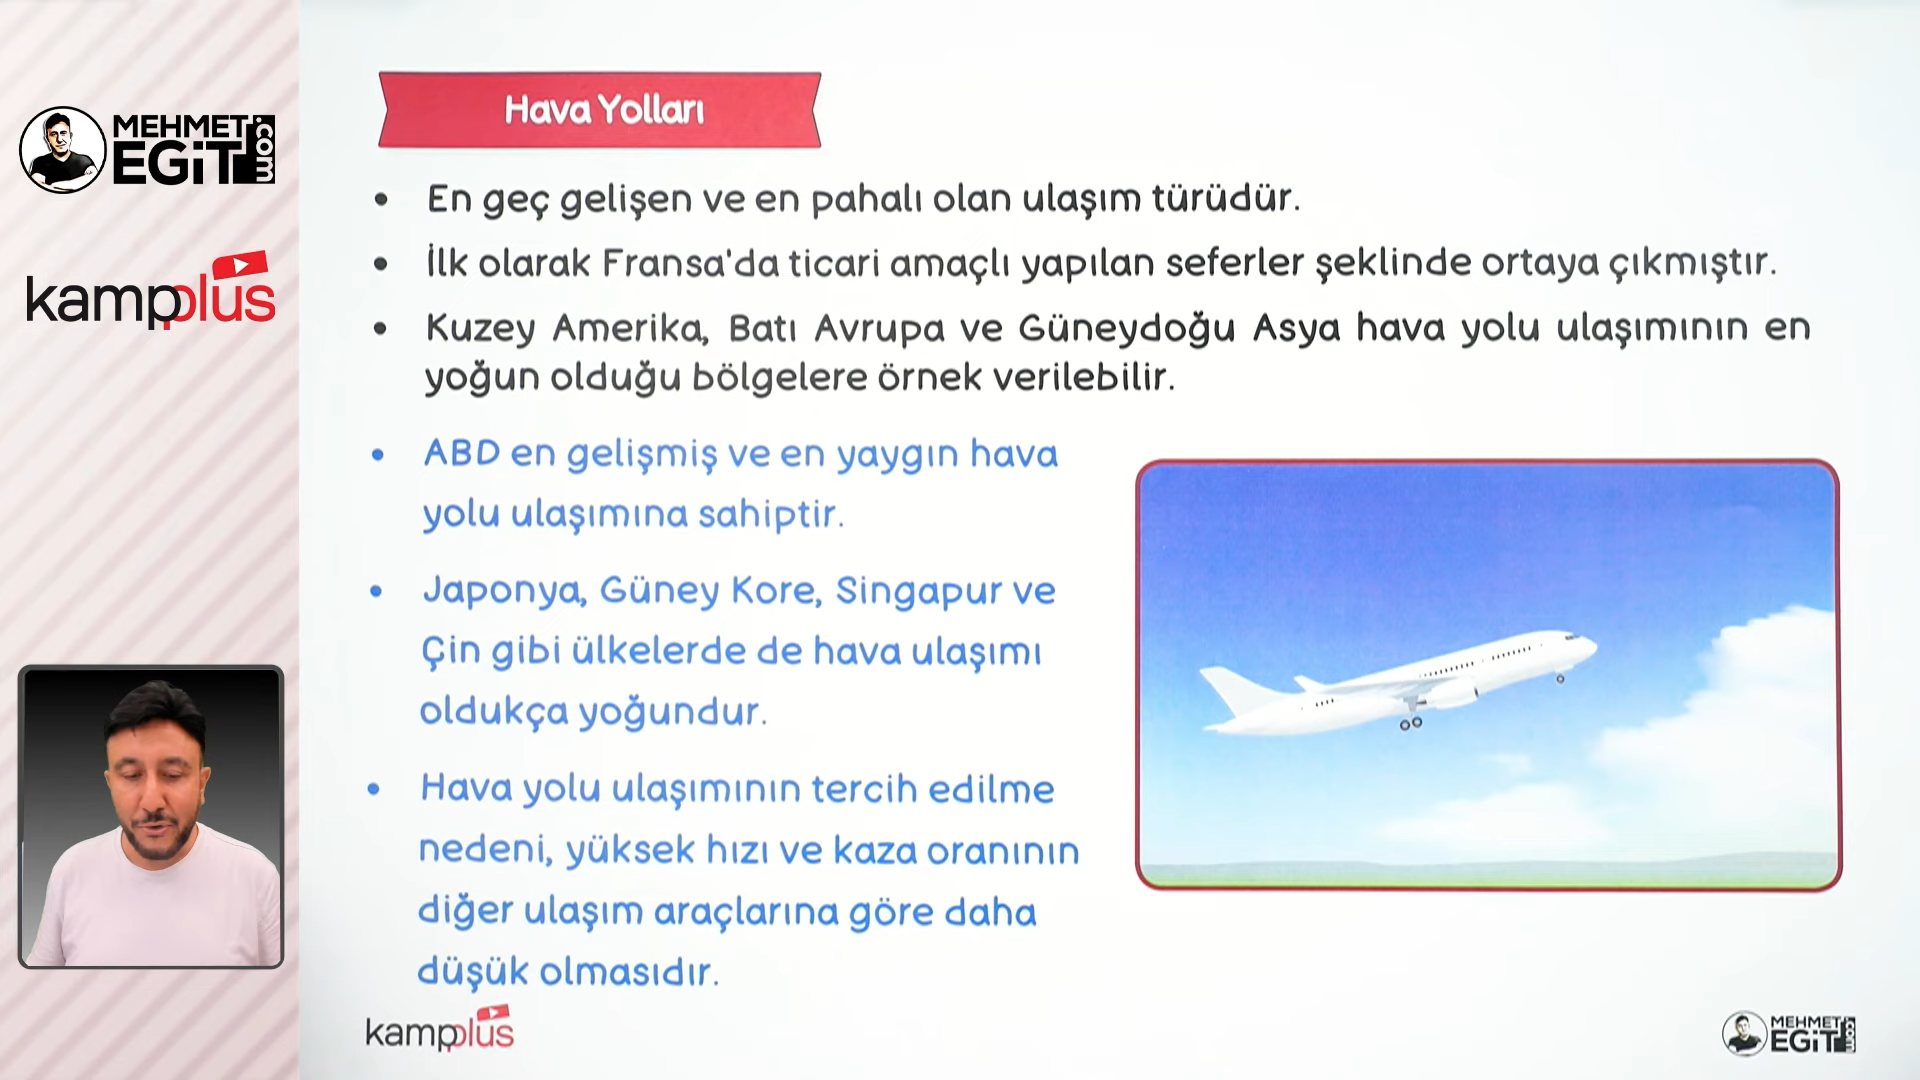 MEHMET
EGiT
.com
kampplus
Hava Yolları
• En geç gelişen ve en pahalı olan ulaşım türüdür.
• İlk olarak Fransa'da ticari amaçlı yapılan seferler şeklinde ortaya çıkmıştır.
• Kuzey Amerika, Batı Avrupa ve Güneydoğu Asya hava yolu ulaşımının en
yoğun olduğu bölgelere örnek verilebilir.
• ABD en gelişmiş ve en yaygın hava
yolu ulaşımına sahiptir.
• Japonya, Güney Kore, Singapur ve
Çin gibi ülkelerde de hava ulaşımı
oldukça yoğundur.
• Hava yolu ulaşımının tercih edilme
nedeni, yüksek hızı ve kaza oranının
diğer ulaşım araçlarına göre daha
düşük olmasıdır.
kampplus
MEHMET
EGiT
.com